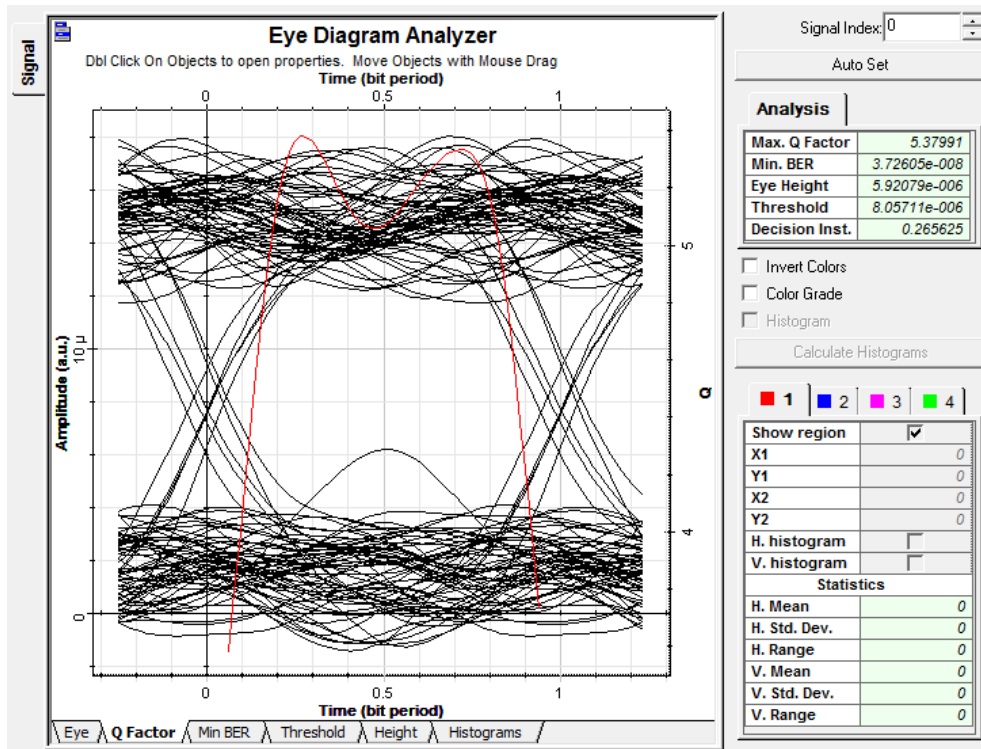 Signal
Eye Diagram Analyzer
Dbl Click On Objects to open properties. Move Objects with Mouse Drag
Time (bit period)
0 0.5 1
Amplitude (a.u.)
10 µ
0
Q
5
4
0 0.5 1
Time (bit period)
Eye Q Factor Min BER Threshold Height Histograms
Signal Index: 0
Auto Set
Analysis
Max. Q Factor 5.37991
Min. BER 3.72605e-008
Eye Height 5.92079e-006
Threshold 8.05711e-006
Decision Inst. 0.265625
Invert Colors
Color Grade
Histogram
Calculate Histograms
1 2 3 4
Show region
X1 0
Y1 0
X2 0
Y2 0
H. histogram
V. histogram
Statistics
H. Mean 0
H. Std. Dev. 0
H. Range 0
V. Mean 0
V. Std. Dev. 0
V. Range 0